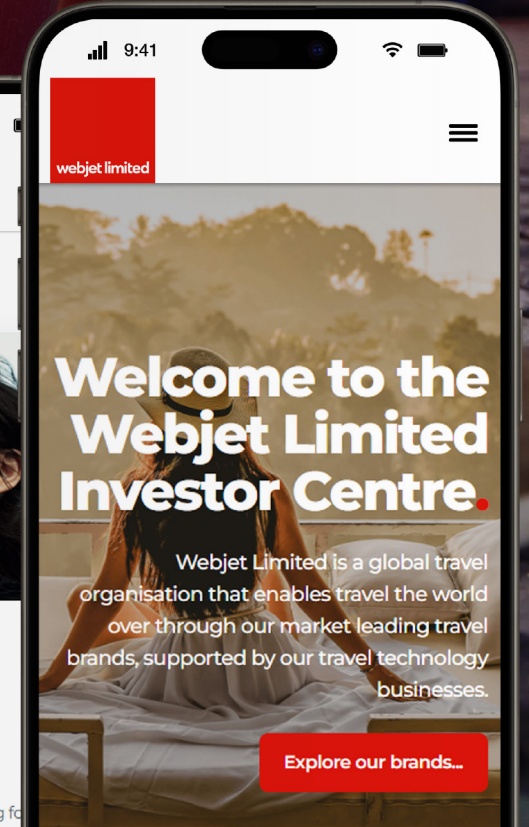 9:41
webjet limited
Welcome to the
Webjet Limited
Investor Centre.
Webjet Limited is a global travel
organisation that enables travel the world
over through our market leading travel
brands, supported by our travel technology
businesses.
Explore our brands...